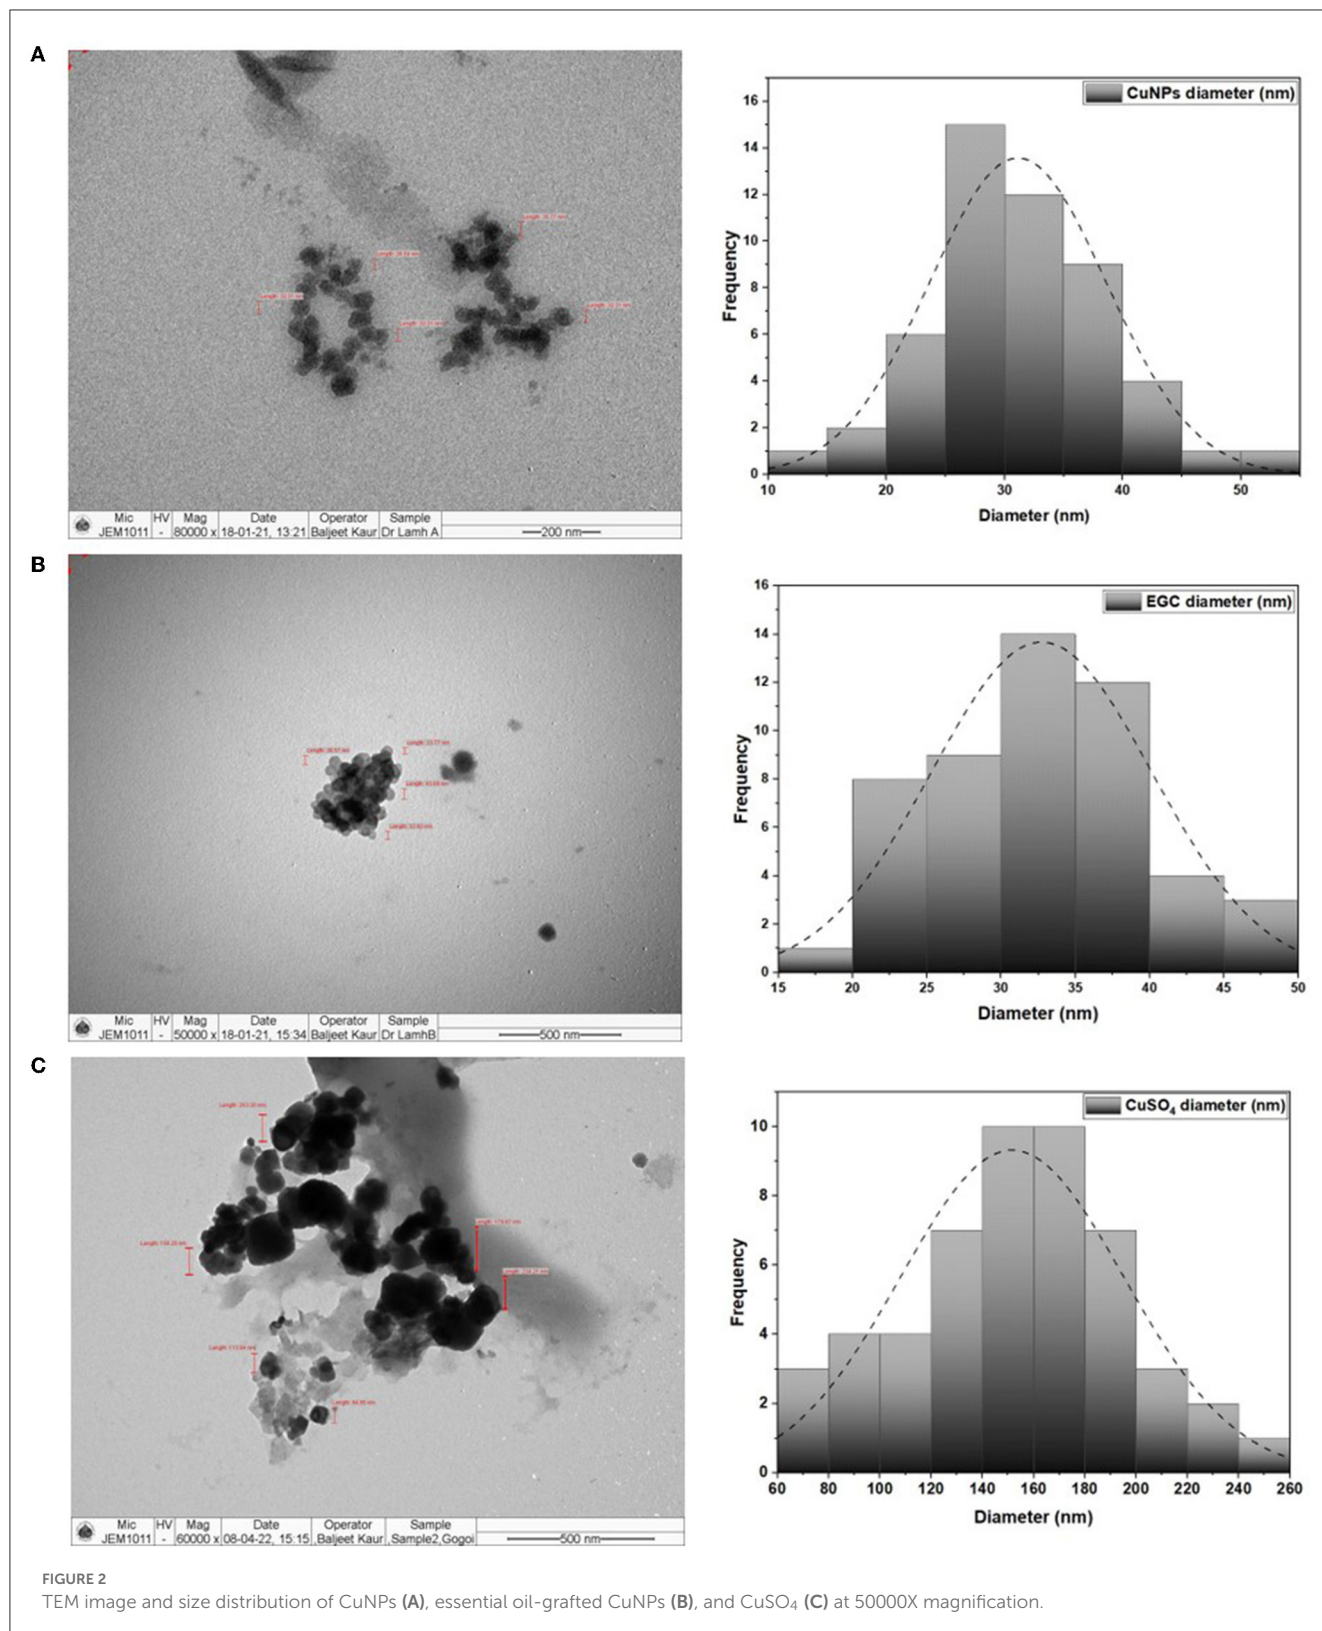 A
Mic HV Mag Date Operator Sample
JEM1011 - 80000 x 18-01-21, 13:21 Baljeet Kaur Dr Lamh A
200 nm
CuNPs diameter (nm)
16
14
12
10
8
6
4
2
0
10 20 30 40 50
Frequency
Diameter (nm)
B
Mic HV Mag Date Operator Sample
JEM1011 - 50000 x 18-01-21, 15:34 Baljeet Kaur Dr LamhB
500 nm
EGC diameter (nm)
16
14
12
10
8
6
4
2
0
15 20 25 30 35 40 45 50
Frequency
Diameter (nm)
C
Mic HV Mag Date Operator Sample
JEM1011 - 60000 x 08-04-22, 15:15 ,Baljeet Kaur ,Sample2,Gogoi
500 nm
CuSO₄ diameter (nm)
10
8
6
4
2
0
60 80 100 120 140 160 180 200 220 240 260
Frequency
Diameter (nm)
FIGURE 2
TEM image and size distribution of CuNPs (A), essential oil-grafted CuNPs (B), and CuSO₄ (C) at 50000X magnification.